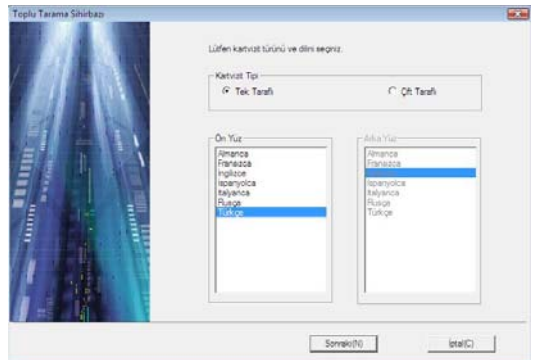 Toplu Tarama Sihirbazı
Lütfen kartvizit türünü ve dilini seçiniz.
Kartvizit Tipi
Tek Taraflı
Çift Taraflı
Ön Yüz
Almanca
Fransızca
İngilizce
İspanyolca
İtalyanca
Rusça
Türkçe
Arka Yüz
Almanca
Fransızca
İspanyolca
İtalyanca
Rusça
Türkçe
Sonraki(N)
İptal(C)